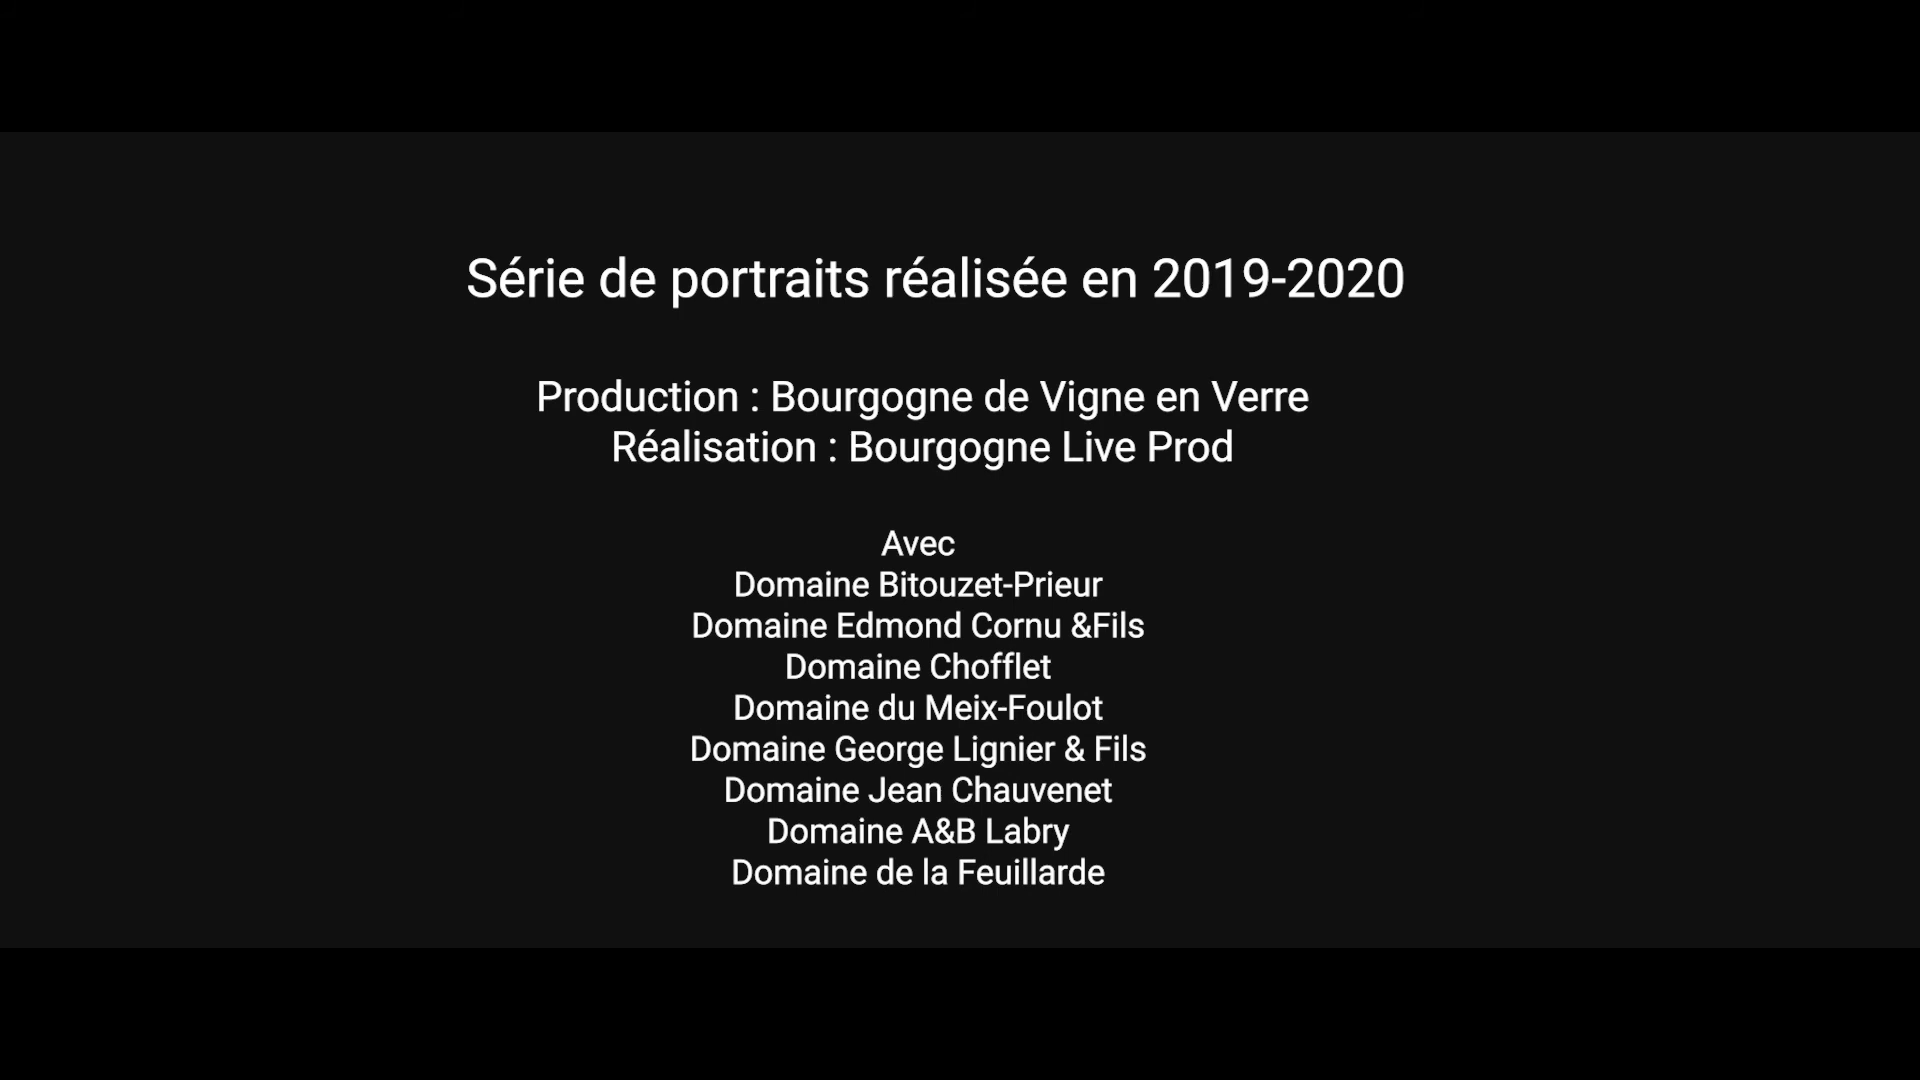 Série de portraits réalisée en 2019-2020
Production : Bourgogne de Vigne en Verre
Réalisation : Bourgogne Live Prod
Avec
Domaine Bitouzet-Prieur
Domaine Edmond Cornu &Fils
Domaine Chofflet
Domaine du Meix-Foulot
Domaine George Lignier & Fils
Domaine Jean Chauvenet
Domaine A&B Labry
Domaine de la Feuillarde